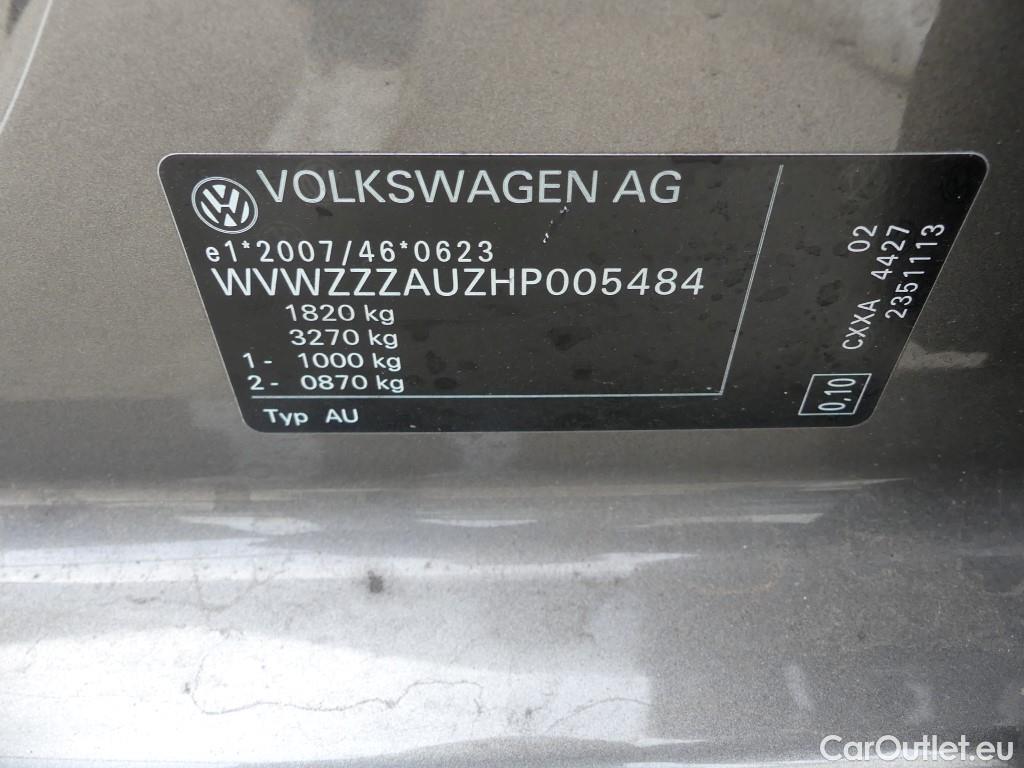 VOLKSWAGEN AG
e1*2007/46*0623
WVWZZZAUZHP005484
1820 kg
3270 kg
1 - 1000 kg
2 - 0870 kg
Typ AU
02
CXXA 4427
2351113
0,10
CarOutlet.eu